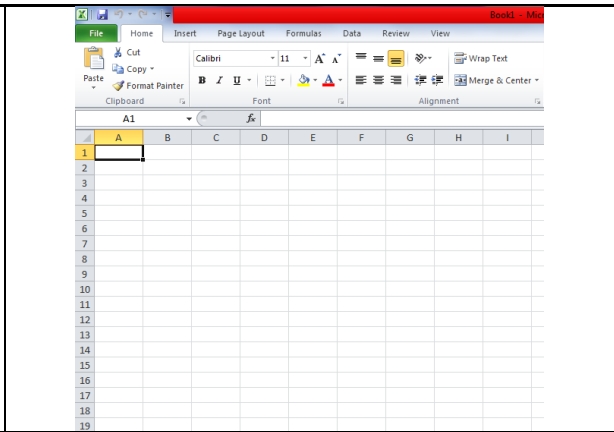 Book1 - Mic
File Home Insert Page Layout Formulas Data Review View
Cut
Copy
Format Painter
Paste
Calibri 11 A A
B I U A
Wrap Text
Merge & Center
Clipboard Font Alignment
A1 fx
A B C D E F G H I
1
2
3
4
5
6
7
8
9
10
11
12
13
14
15
16
17
18
19